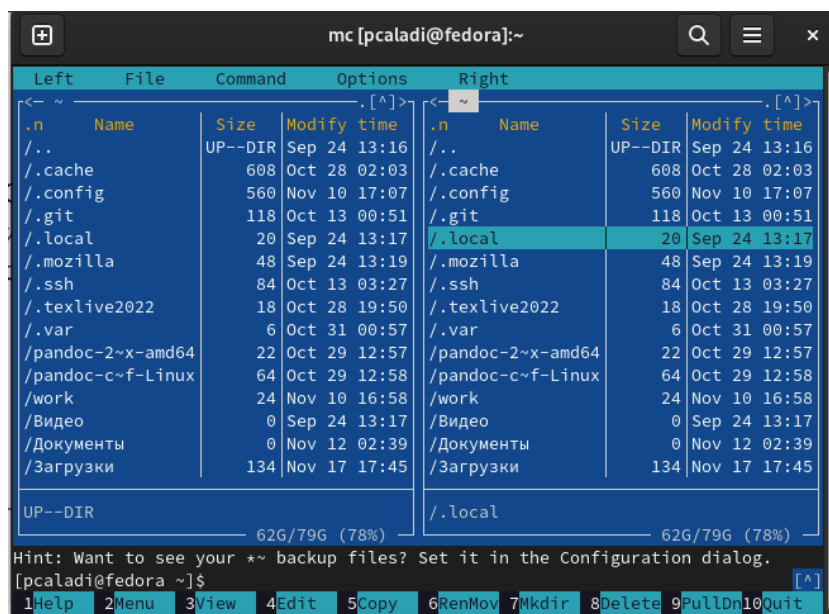 mc [pcaladi@fedora]:~
Left File Command Options Right
<- ~ .[^]> <- ~ .[^]>
.n Name Size Modify time .n Name Size Modify time
/.. UP--DIR Sep 24 13:16 /.. UP--DIR Sep 24 13:16
/.cache 608 Oct 28 02:03 /.cache 608 Oct 28 02:03
/.config 560 Nov 10 17:07 /.config 560 Nov 10 17:07
/.git 118 Oct 13 00:51 /.git 118 Oct 13 00:51
/.local 20 Sep 24 13:17 /.local 20 Sep 24 13:17
/.mozilla 48 Sep 24 13:19 /.mozilla 48 Sep 24 13:19
/.ssh 84 Oct 13 03:27 /.ssh 84 Oct 13 03:27
/.texlive2022 18 Oct 28 19:50 /.texlive2022 18 Oct 28 19:50
/.var 6 Oct 31 00:57 /.var 6 Oct 31 00:57
/pandoc-2~x-amd64 22 Oct 29 12:57 /pandoc-2~x-amd64 22 Oct 29 12:57
/pandoc-c~f-Linux 64 Oct 29 12:58 /pandoc-c~f-Linux 64 Oct 29 12:58
/work 24 Nov 10 16:58 /work 24 Nov 10 16:58
/Видео 0 Sep 24 13:17 /Видео 0 Sep 24 13:17
/Документы 0 Nov 12 02:39 /Документы 0 Nov 12 02:39
/Загрузки 134 Nov 17 17:45 /Загрузки 134 Nov 17 17:45
UP--DIR /.local
62G/79G (78%) 62G/79G (78%)
Hint: Want to see your *~ backup files? Set it in the Configuration dialog.
[pcaladi@fedora ~]$ [^]
1Help 2Menu 3View 4Edit 5Copy 6RenMov 7Mkdir 8Delete 9PullDn 10Quit